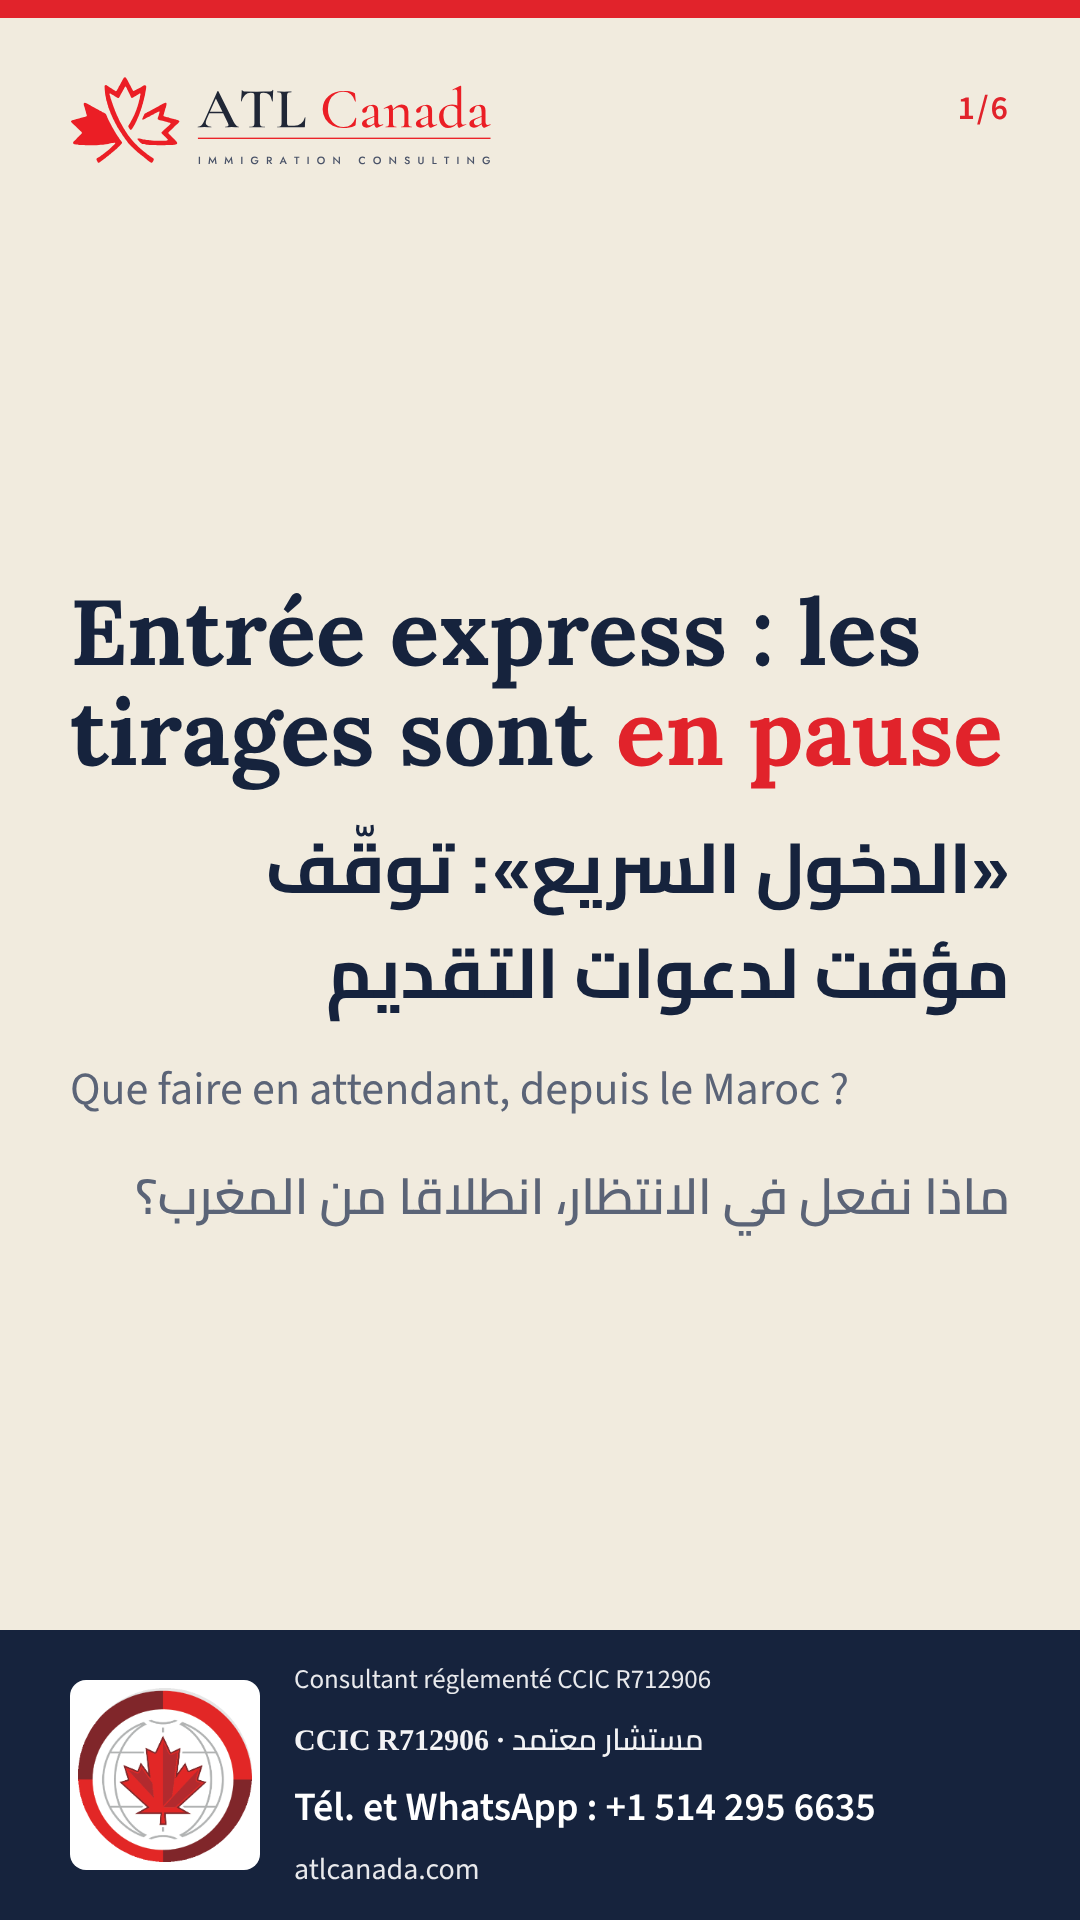 ATL Canada
IMMIGRATION CONSULTING
1/6
Entrée express : les
tirages sont en pause
«الدخول السريع»: توقّف
مؤقت لدعوات التقديم
Que faire en attendant, depuis le Maroc ?
ماذا نفعل في الانتظار، انطلاقا من المغرب؟
Consultant réglementé CCIC R712906
مستشار معتمد · CCIC R712906
Tél. et WhatsApp : +1 514 295 6635
atlcanada.com